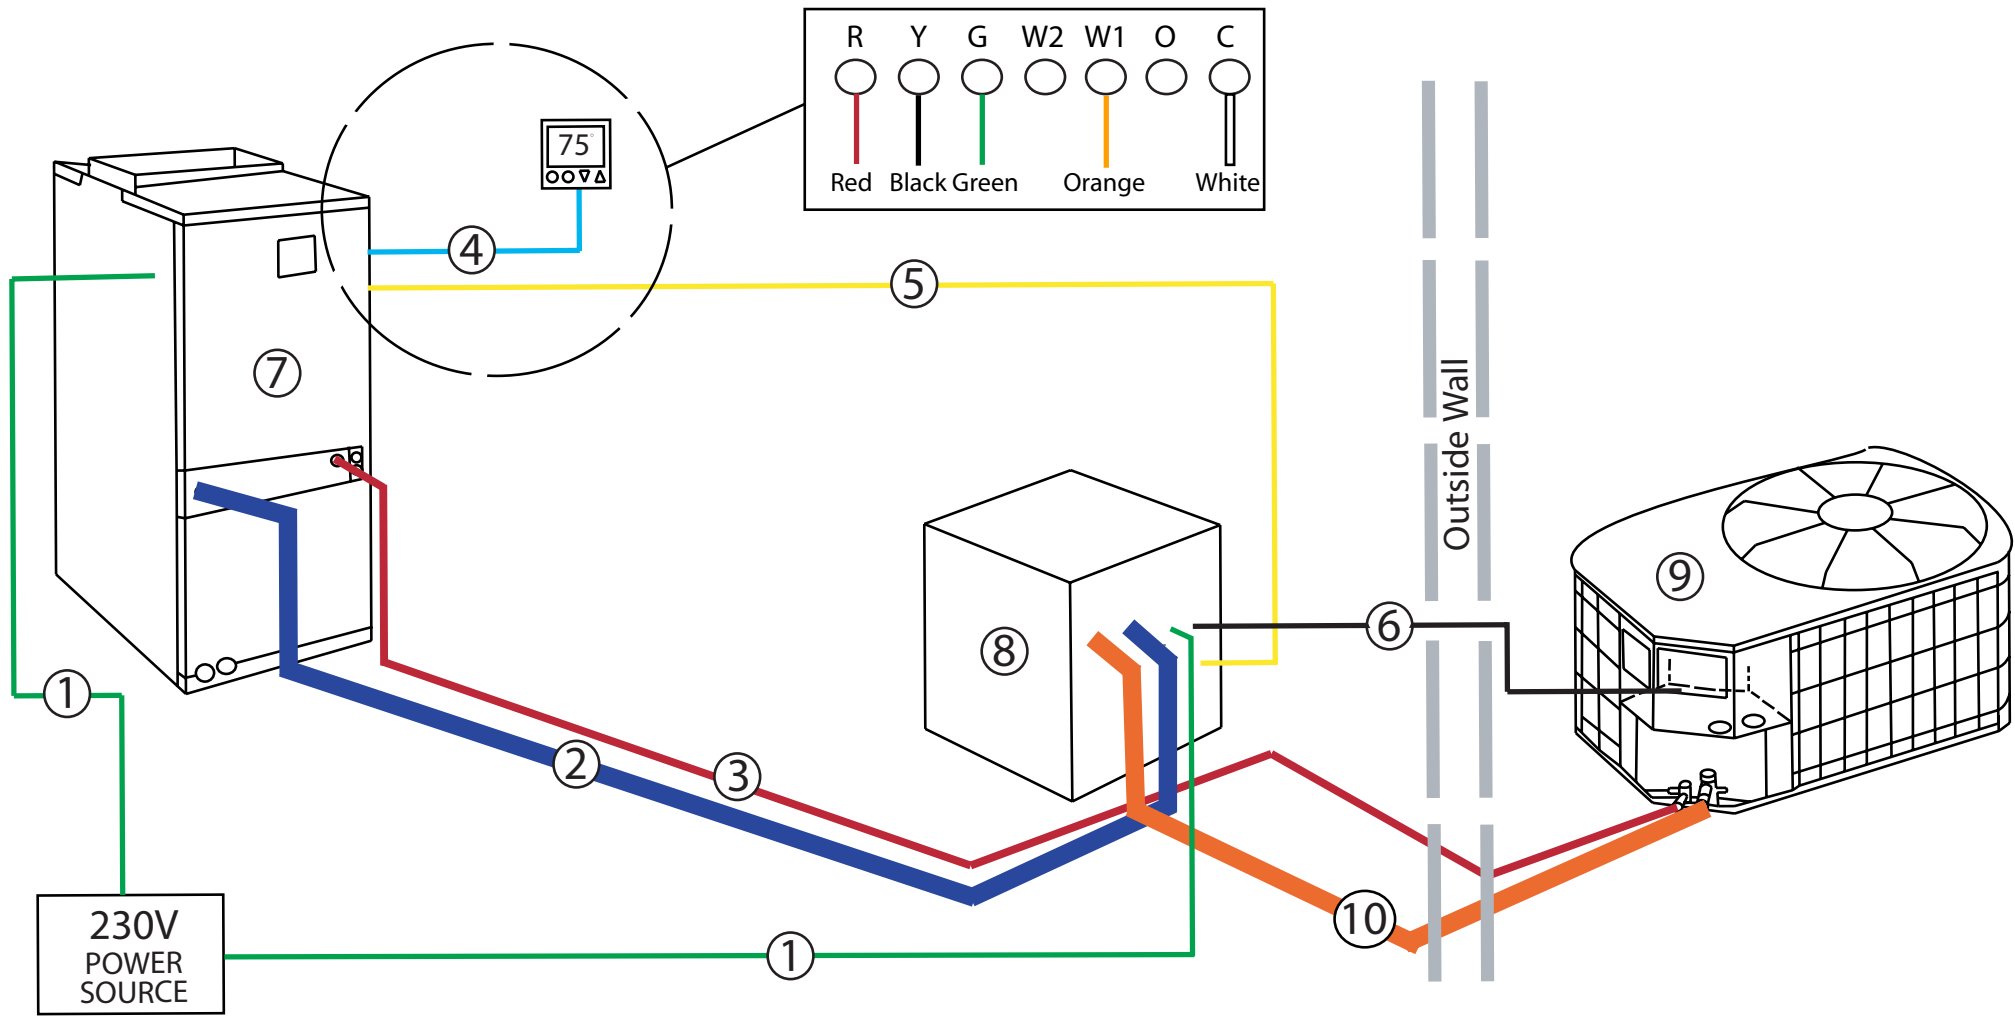 R Y G W2 W1 O C
Red Black Green Orange White
75°
4
5
7
Outside Wall
9
6
8
1
2
3
10
1
230V
POWER
SOURCE